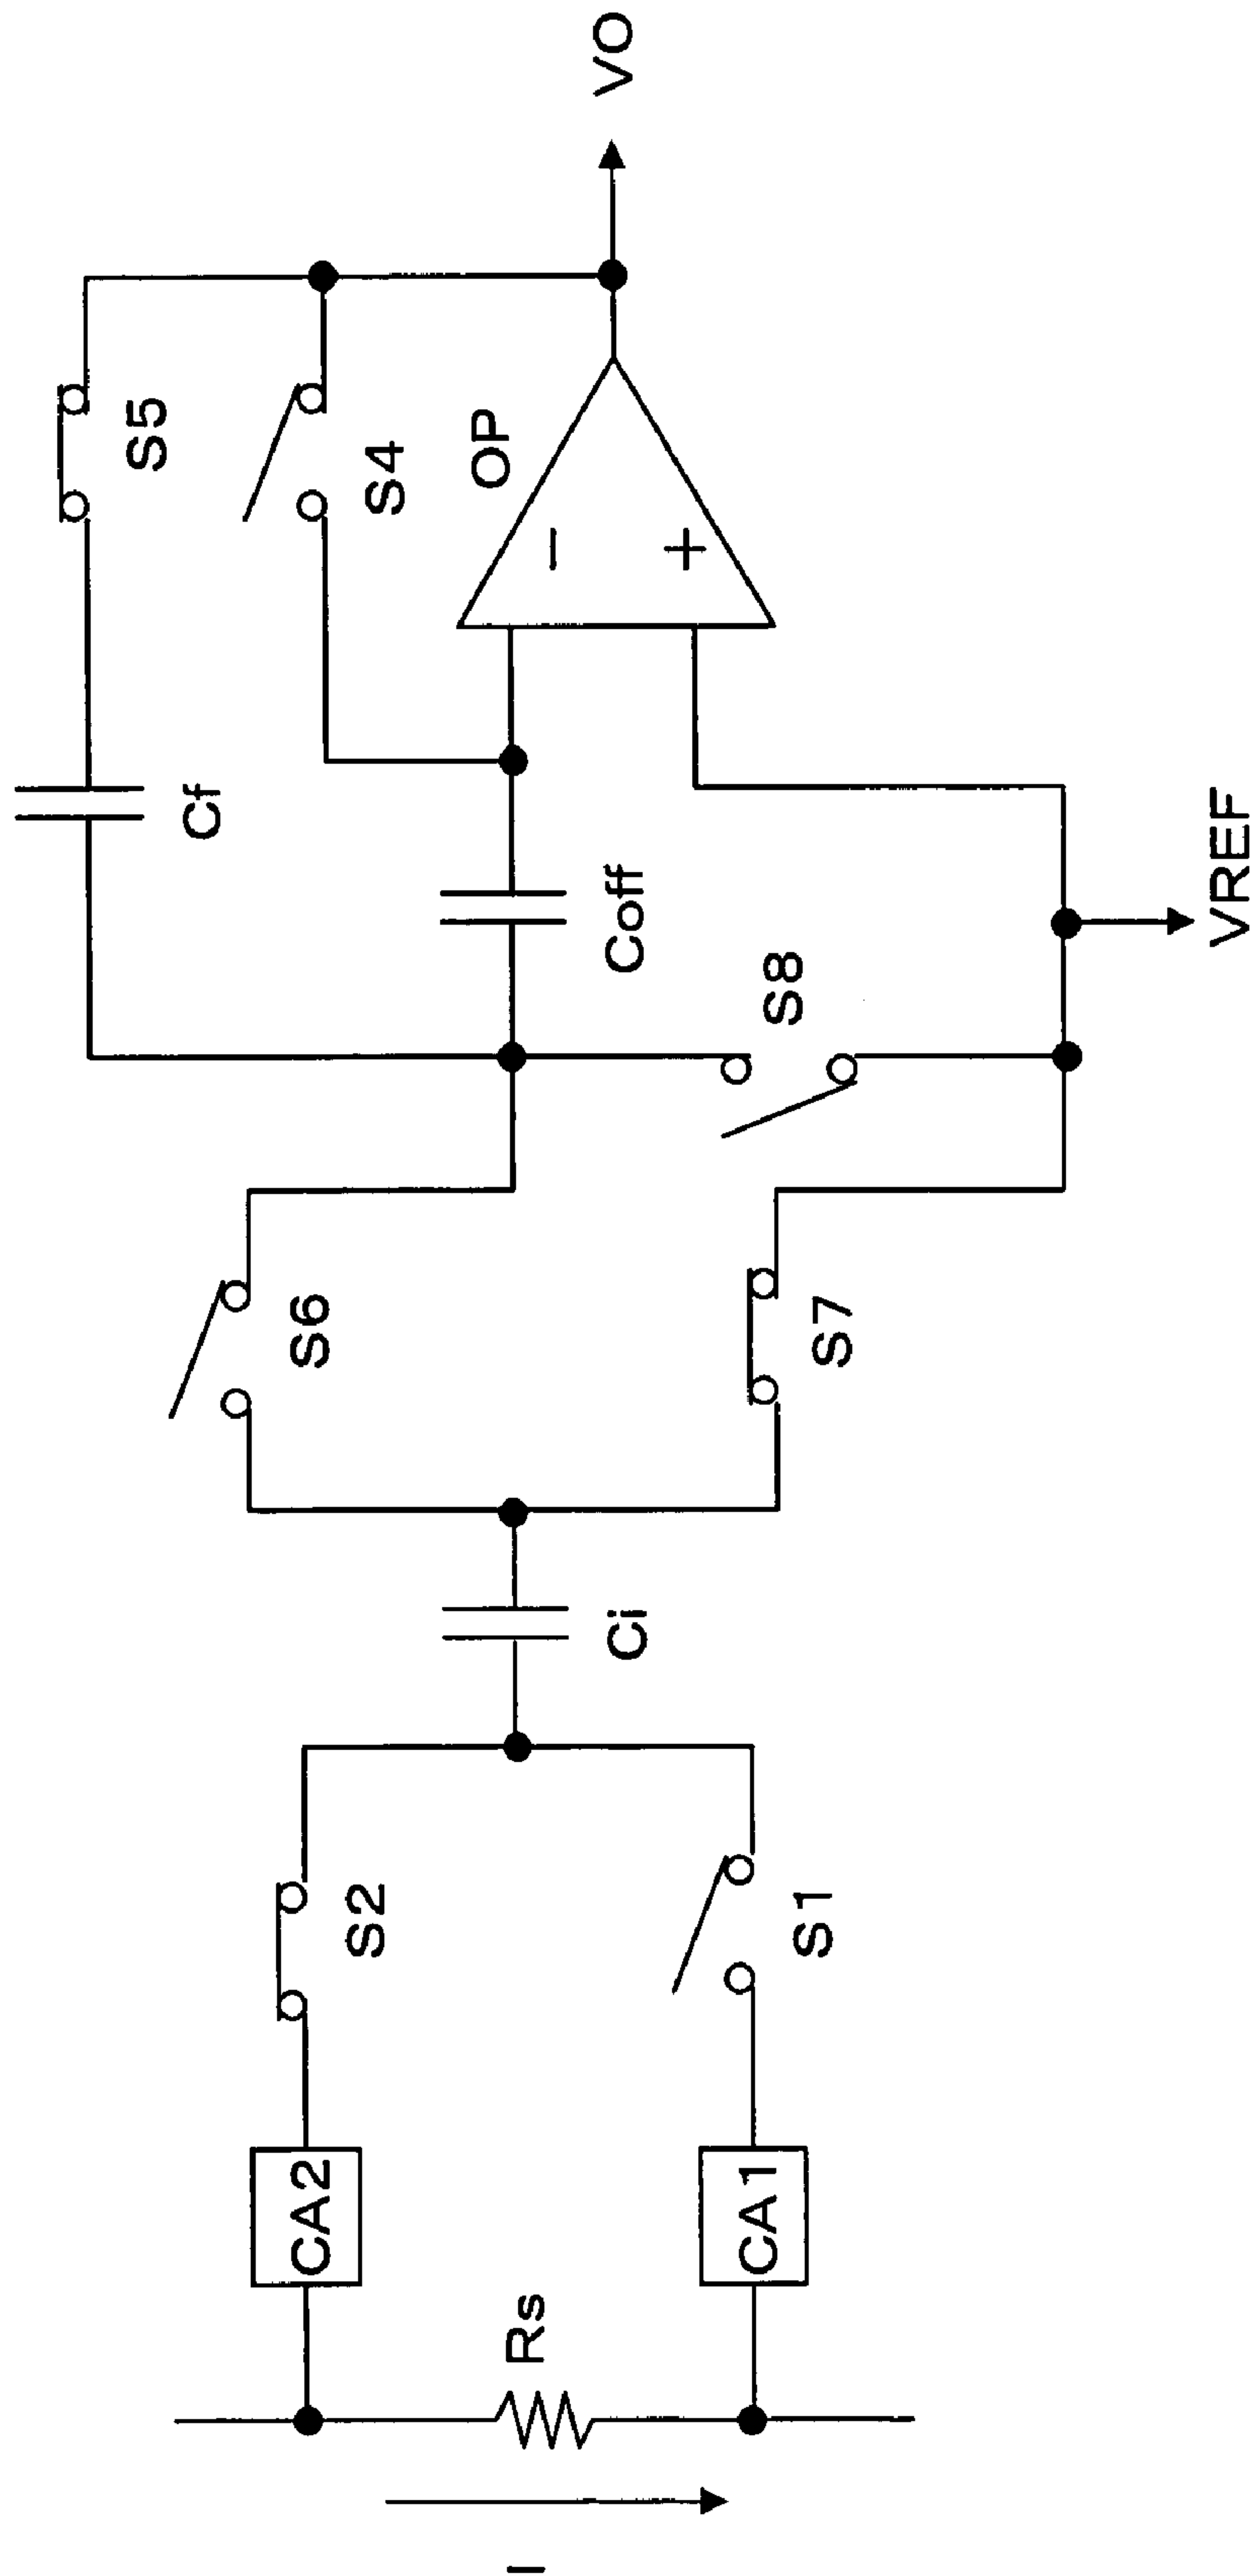 I
Rs
CA2
CA1
S2
S1
Ci
S6
S7
S8
Cf
Coff
S5
S4
OP
−
+
VREF
VO